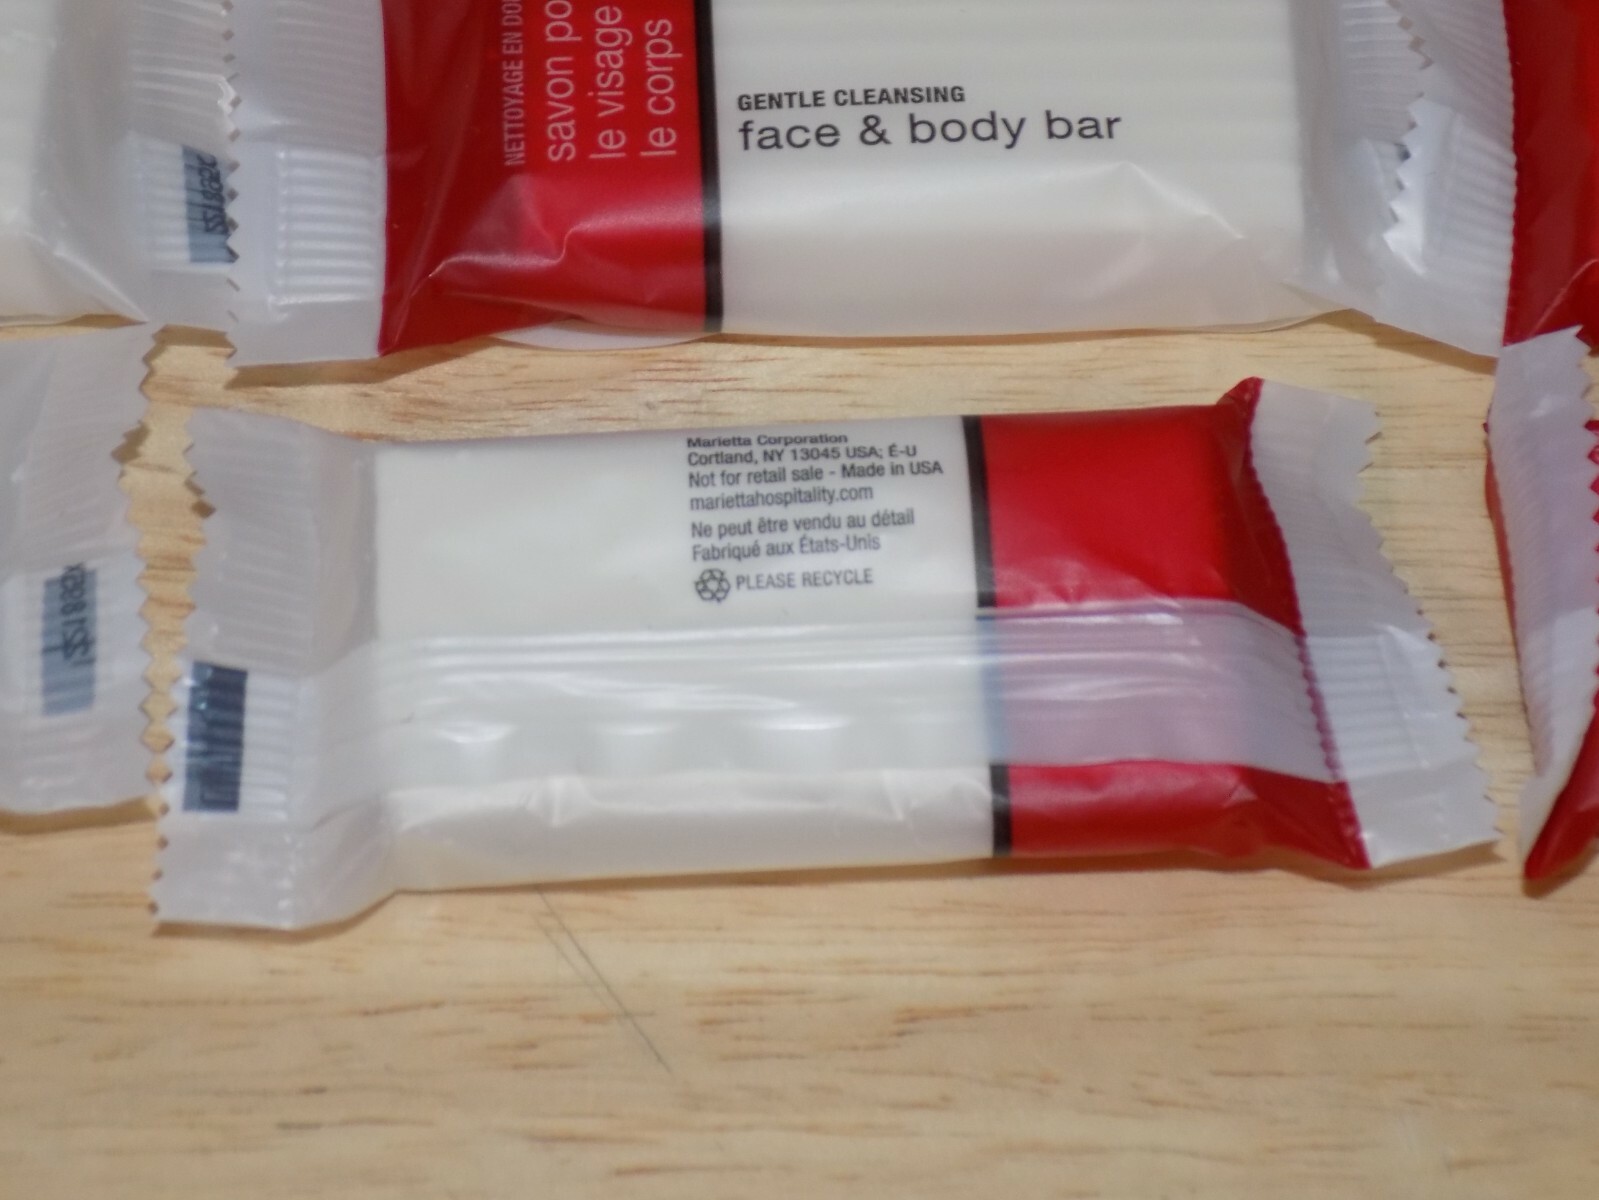 NETTOYAGE EN
savon
le visage
le corps
GENTLE CLEANSING
face & body bar
Marietta Corporation
Cortland, NY 13045 USA; É-U
Not for retail sale - Made in USA
mariettahospitality.com
Ne peut être vendu au détail
Fabriqué aux États-Unis
PLEASE RECYCLE